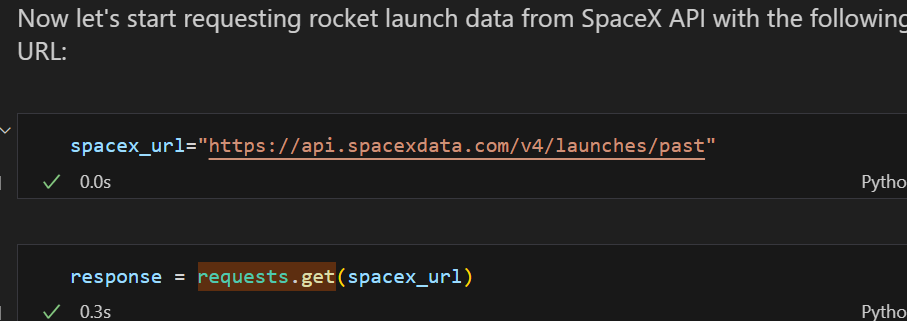 Now let's start requesting rocket launch data from SpaceX API with the following
URL:
spacex_url="https://api.spacexdata.com/v4/launches/past"
0.0s
Pytho
response = requests.get(spacex_url)
0.3s
Pytho